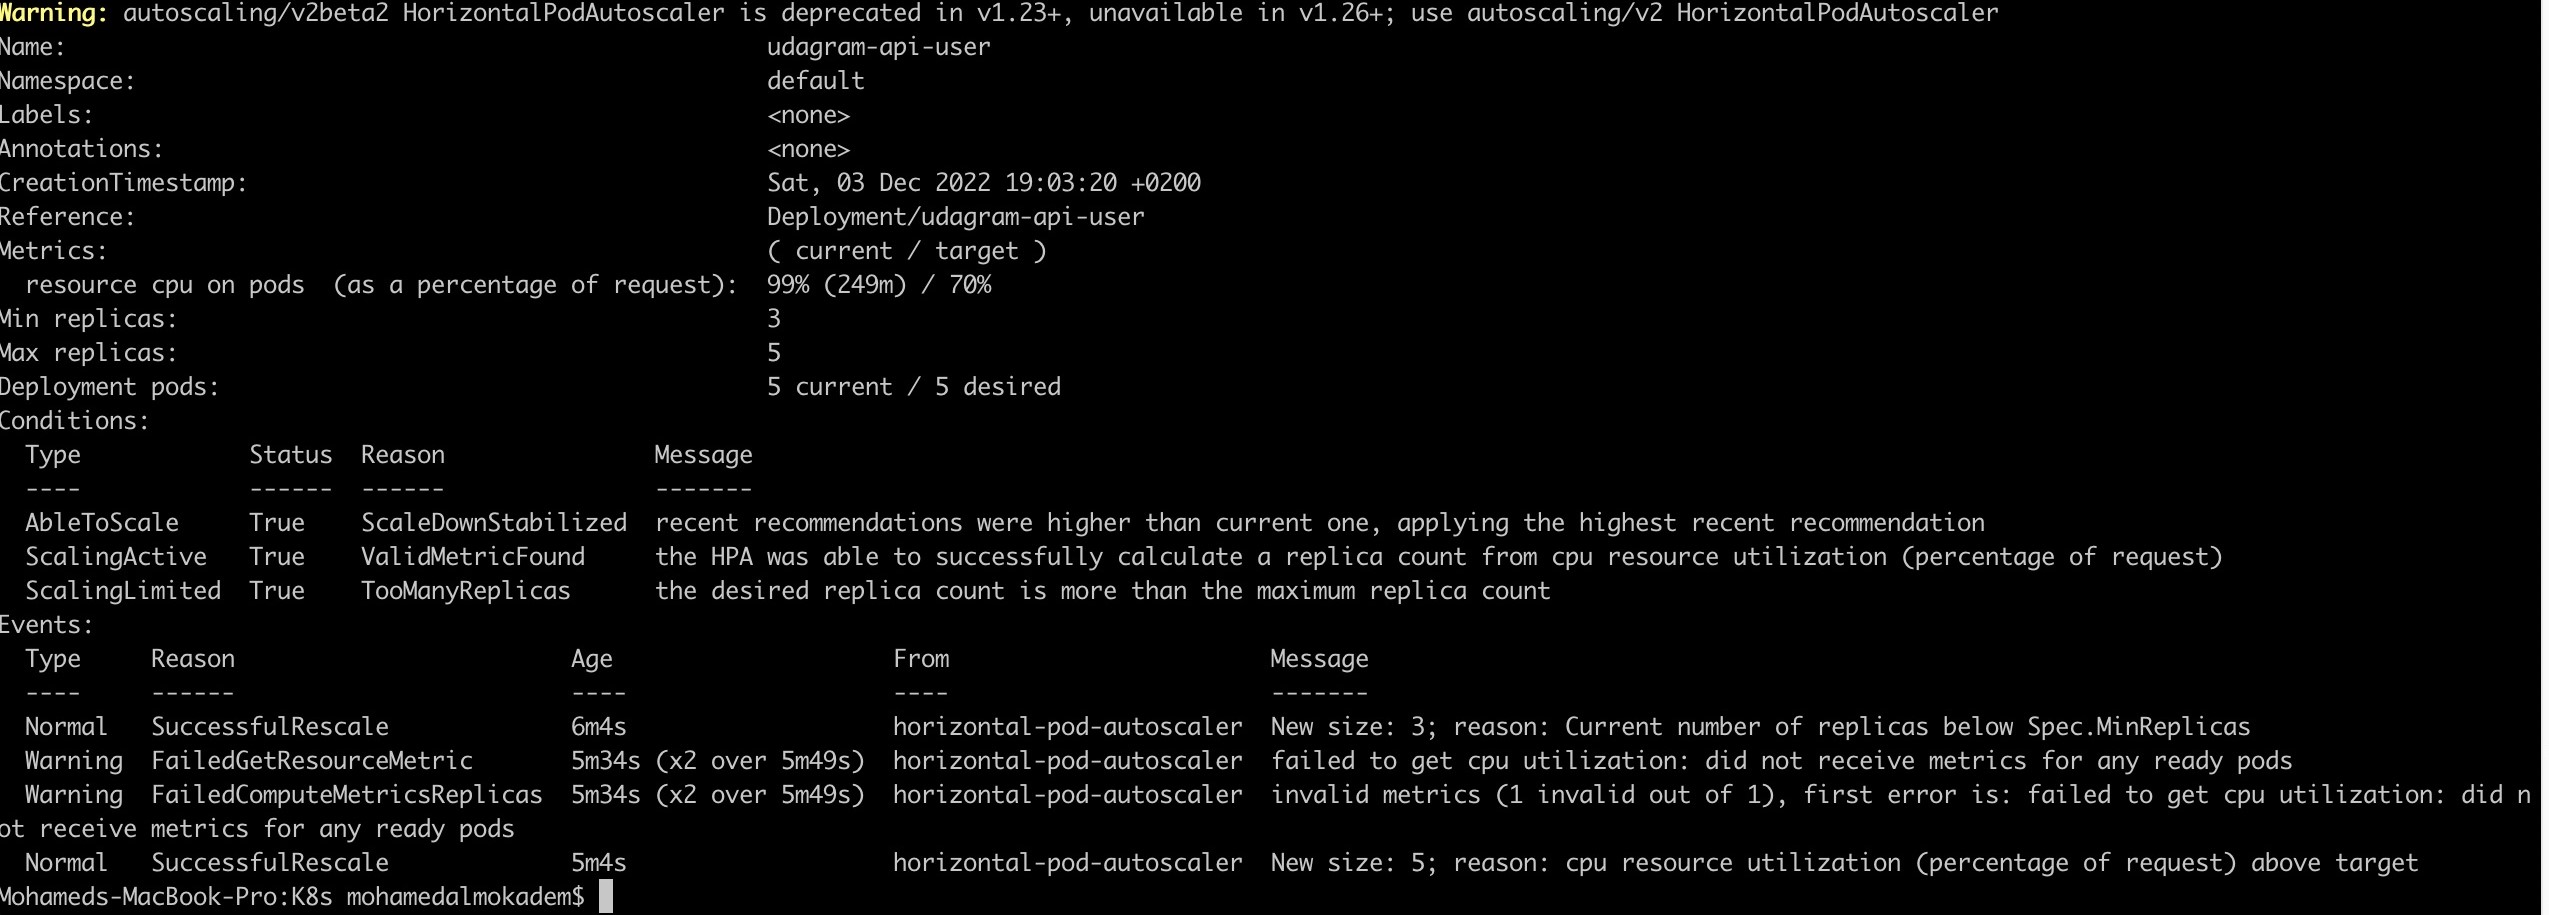 Warning: autoscaling/v2beta2 HorizontalPodAutoscaler is deprecated in v1.23+, unavailable in v1.26+; use autoscaling/v2 HorizontalPodAutoscaler
Name:                                                  udagram-api-user
Namespace:                                             default
Labels:                                                <none>
Annotations:                                           <none>
CreationTimestamp:                                     Sat, 03 Dec 2022 19:03:20 +0200
Reference:                                             Deployment/udagram-api-user
Metrics:                                               ( current / target )
  resource cpu on pods  (as a percentage of request):  99% (249m) / 70%
Min replicas:                                          3
Max replicas:                                          5
Deployment pods:                                       5 current / 5 desired
Conditions:
  Type            Status  Reason               Message
  ----            ------  ------               -------
  AbleToScale     True    ScaleDownStabilized  recent recommendations were higher than current one, applying the highest recent recommendation
  ScalingActive   True    ValidMetricFound     the HPA was able to successfully calculate a replica count from cpu resource utilization (percentage of request)
  ScalingLimited  True    TooManyReplicas      the desired replica count is more than the maximum replica count
Events:
  Type     Reason                        Age                    From                       Message
  ----     ------                        ----                   ----                       -------
  Normal   SuccessfulRescale             6m4s                   horizontal-pod-autoscaler  New size: 3; reason: Current number of replicas below Spec.MinReplicas
  Warning  FailedGetResourceMetric       5m34s (x2 over 5m49s)  horizontal-pod-autoscaler  failed to get cpu utilization: did not receive metrics for any ready pods
  Warning  FailedComputeMetricsReplicas  5m34s (x2 over 5m49s)  horizontal-pod-autoscaler  invalid metrics (1 invalid out of 1), first error is: failed to get cpu utilization: did n
ot receive metrics for any ready pods
  Normal   SuccessfulRescale             5m4s                   horizontal-pod-autoscaler  New size: 5; reason: cpu resource utilization (percentage of request) above target
Mohameds-MacBook-Pro:K8s mohamedalmokadem$